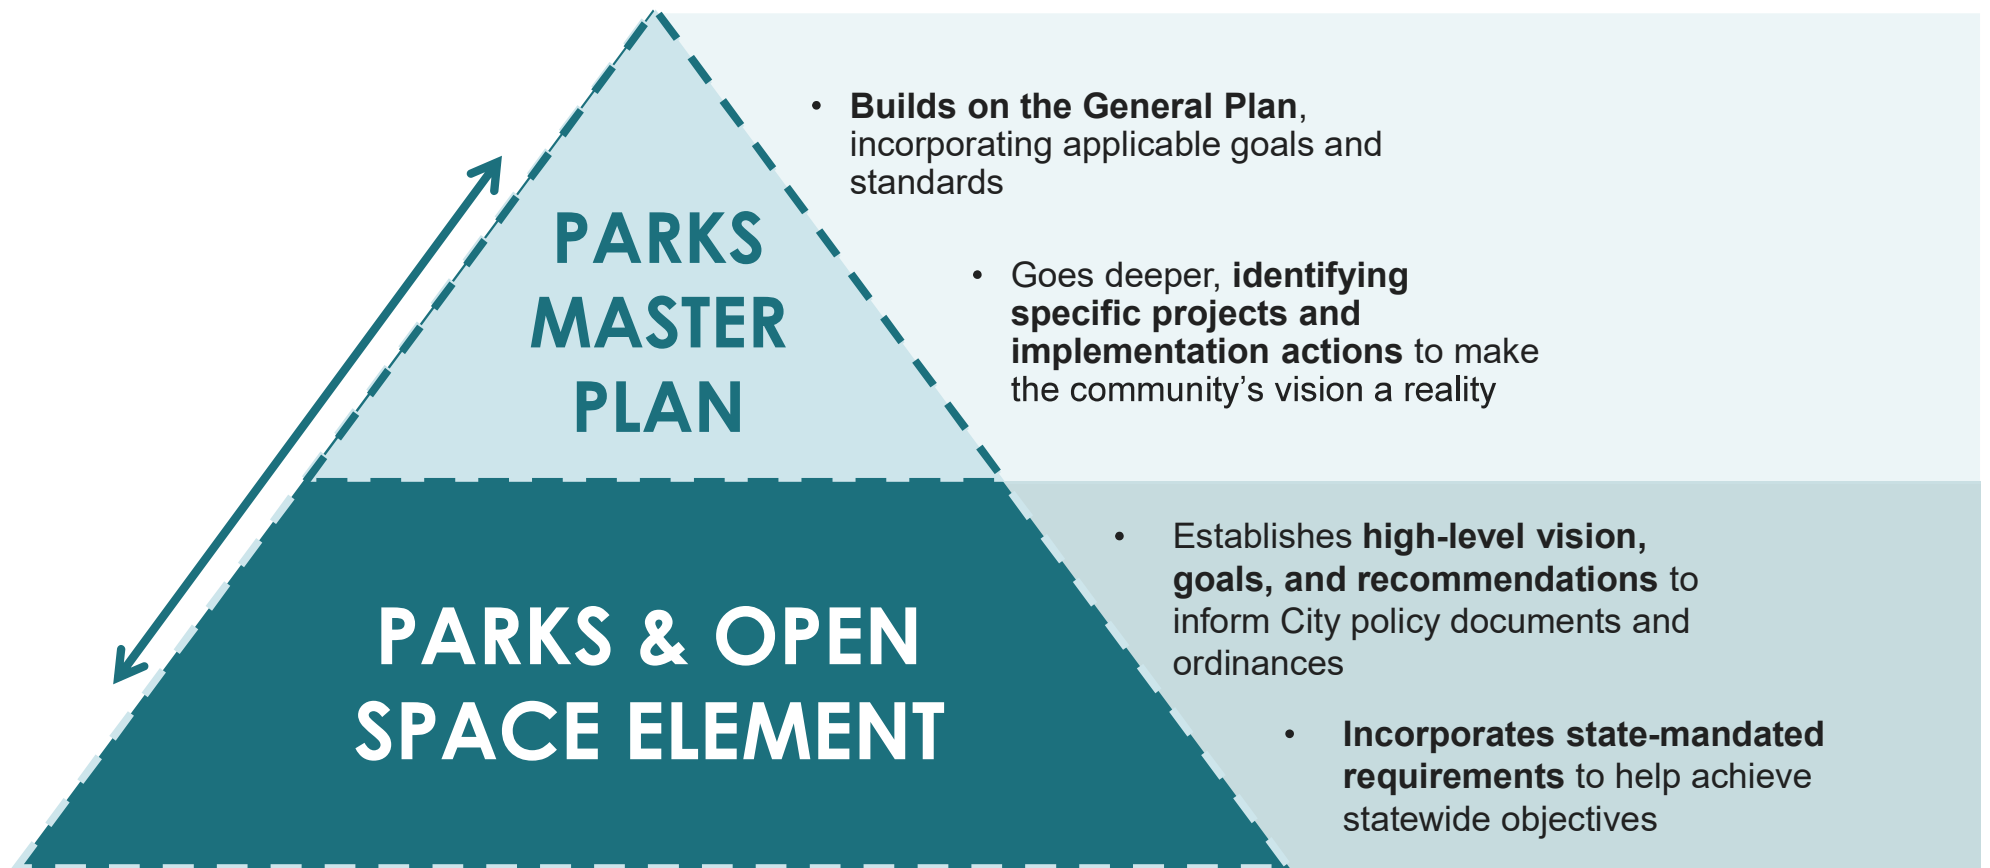 PARKS
MASTER
PLAN
• Builds on the General Plan,
incorporating applicable goals and
standards
• Goes deeper, identifying
specific projects and
implementation actions to make
the community’s vision a reality
PARKS & OPEN
SPACE ELEMENT
• Establishes high-level vision,
goals, and recommendations to
inform City policy documents and
ordinances
• Incorporates state-mandated
requirements to help achieve
statewide objectives